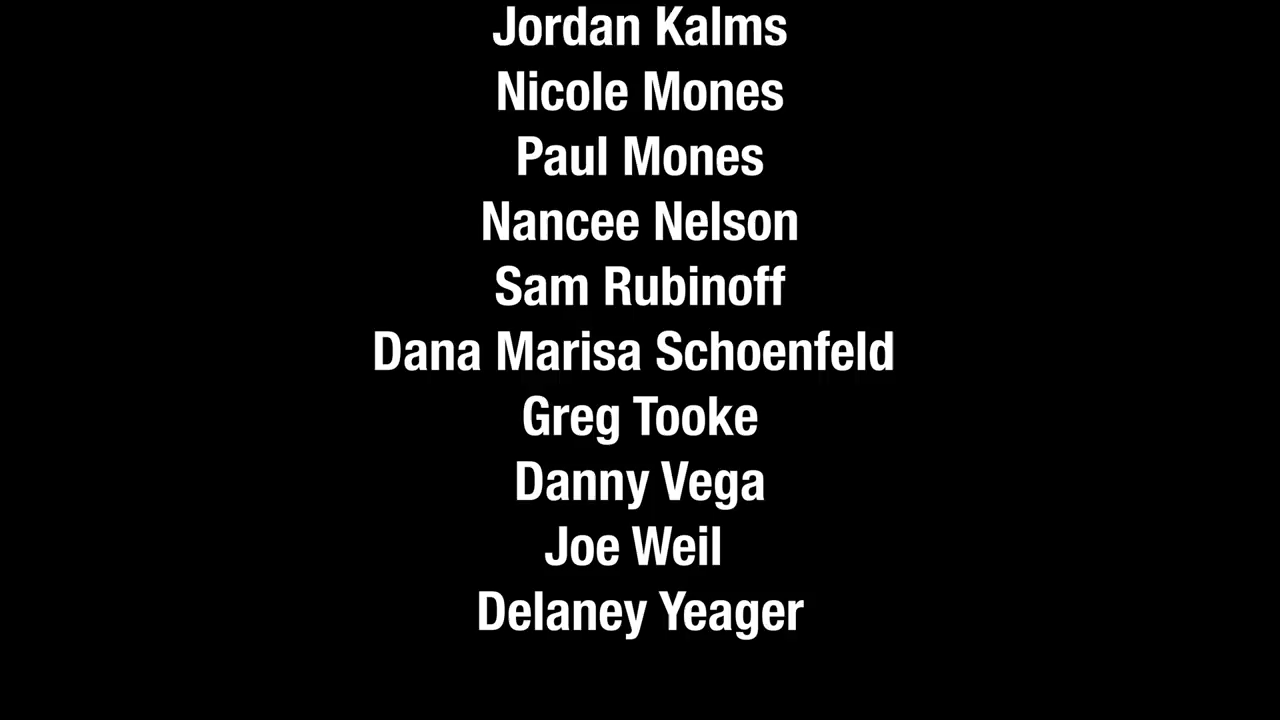 Jordan Kalms
Nicole Mones
Paul Mones
Nancee Nelson
Sam Rubinoff
Dana Marisa Schoenfeld
Greg Tooke
Danny Vega
Joe Weil
Delaney Yeager